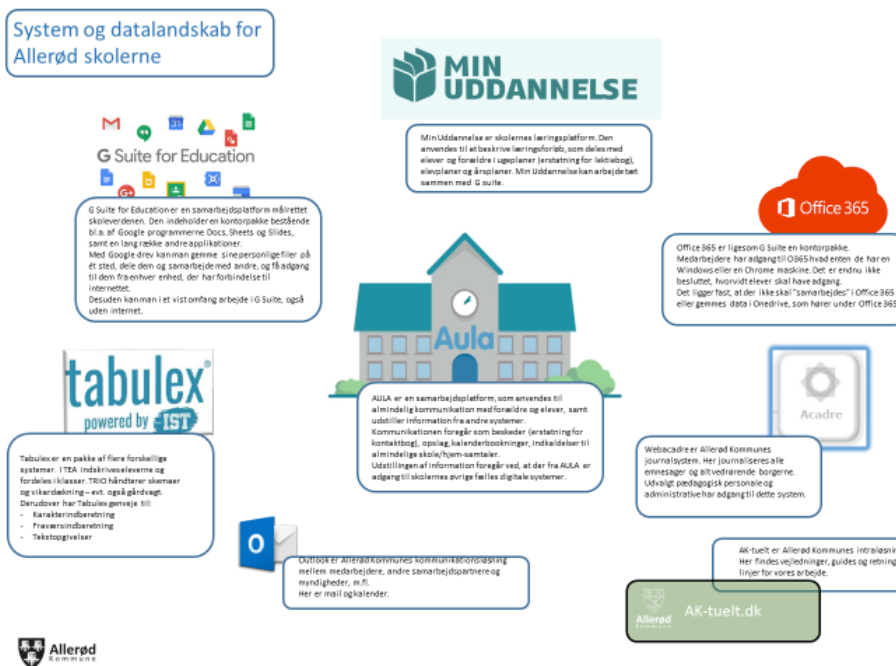 System og datalandskab for
Allerød skolerne
MIN
UDDANNELSE
Min Uddannelse er skolernes læringsplatform. Den
anvendes til at beskrive læringsforløb, som deles med
elever og forældre i ugeplaner (erstatning for lektiebog),
elevplaner og årsplaner. Min Uddannelse kan arbejde tæt
sammen med G suite.
31
G Suite for Education
G+
G Suite for Education er en samarbejdsplatform målrettet
skoleverdenen. Den indeholder en kontorpakke bestående
bl.a. af Google programmerne Docs, Sheets og Slides,
samt en lang række andre applikationer.
Med Google drev kan man gemme sine personlige filer på
ét sted, dele dem og samarbejde med andre, og få adgang
til dem fra enhver enhed, der har forbindelse til
internettet.
Desuden kan man i et vist omfang arbejde i G Suite, også
uden internet.
Office 365
Office 365 er ligesom G Suite en kontorpakke.
Medarbejdere har adgang til O365 hvad enten de har en
Windows eller en Chrome maskine. Det er endnu ikke
besluttet, hvorvidt elever skal have adgang.
Det ligger fast, at der ikke skal "samarbejdes" i Office 365
eller gemmes data i Onedrive, som hører under Office 365
Aula
AULA er en samarbejdsplatform, som anvendes til
almindelig kommunikation med forældre og elever, samt
udstiller information fra andre systemer.
Kommunikationen foregår som beskeder (erstatning for
kontaktbog), opslag, kalenderbookninger, indkaldelser til
almindelige skole/hjem-samtaler.
Udstillingen af information foregår ved, at der fra AULA er
adgang til skolernes øvrige fælles digitale systemer.
tabulex®
powered by IST
Tabulex er en pakke af flere forskellige
systemer. I TEA indskrives eleverne og
fordeles i klasser. TRIO håndterer skemaer
og vikardækning – evt. også gårdvagt.
Derudover har Tabulex genveje til:
- Karakterindberetning
- Fraværsindberetning
- Tekstopgivelser
Acadre
Webacadre er Allerød Kommunes
journalsystem. Her journaliseres alle
emnesager og alt vedrørende borgerne.
Udvalgt pædagogisk personale og
administrative har adgang til dette system.
O
Outlook er Allerød Kommunes kommunikationsløsning
mellem medarbejdere, andre samarbejdspartnere og
myndigheder, m.fl.
Her er mail og kalender.
AK-tuelt er Allerød Kommunes intraløsnin
Her findes vejledninger, guides og retning
linjer for vores arbejde.
Allerød
AK-tuelt.dk
Allerød
Kommune